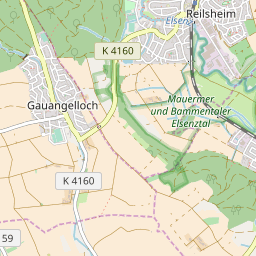 Reilsheim
Elsenz
K 4160
Mauermer
und Bammentaler
Elsenztal
Gauangelloch
K 4160
59